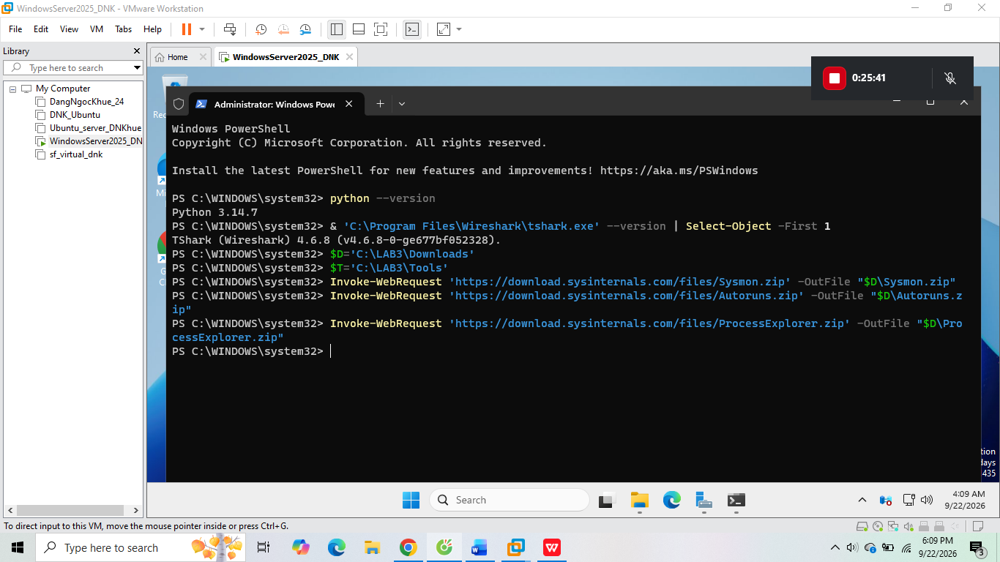 WindowsServer2025_DNK - VMware Workstation
File Edit View VM Tabs Help
Library
Type here to search
My Computer
DangNgocKhue_24
DNK_Ubuntu
Ubuntu_server_DNKhue
WindowsServer2025_DN
sf_virtual_dnk
Home
WindowsServer2025_DNK
0:25:41
Administrator: Windows Powe
Windows PowerShell
Copyright (C) Microsoft Corporation. All rights reserved.
Install the latest PowerShell for new features and improvements! https://aka.ms/PSWindows
PS C:\WINDOWS\system32> python --version
Python 3.14.7
PS C:\WINDOWS\system32> & 'C:\Program Files\Wireshark\tshark.exe' --version | Select-Object -First 1
TShark (Wireshark) 4.6.8 (v4.6.8-0-ge677bf052328).
PS C:\WINDOWS\system32> $D='C:\LAB3\Downloads'
PS C:\WINDOWS\system32> $T='C:\LAB3\Tools'
PS C:\WINDOWS\system32> Invoke-WebRequest 'https://download.sysinternals.com/files/Sysmon.zip' -OutFile "$D\Sysmon.zip"
PS C:\WINDOWS\system32> Invoke-WebRequest 'https://download.sysinternals.com/files/Autoruns.zip' -OutFile "$D\Autoruns.z
ip"
PS C:\WINDOWS\system32> Invoke-WebRequest 'https://download.sysinternals.com/files/ProcessExplorer.zip' -OutFile "$D\Pro
cessExplorer.zip"
PS C:\WINDOWS\system32>
Rec
Mi
G
C
tion
days
435
Search
4:09 AM
9/22/2026
To direct input to this VM, move the mouse pointer inside or press Ctrl+G.
Type here to search
6:09 PM
9/22/2026
3